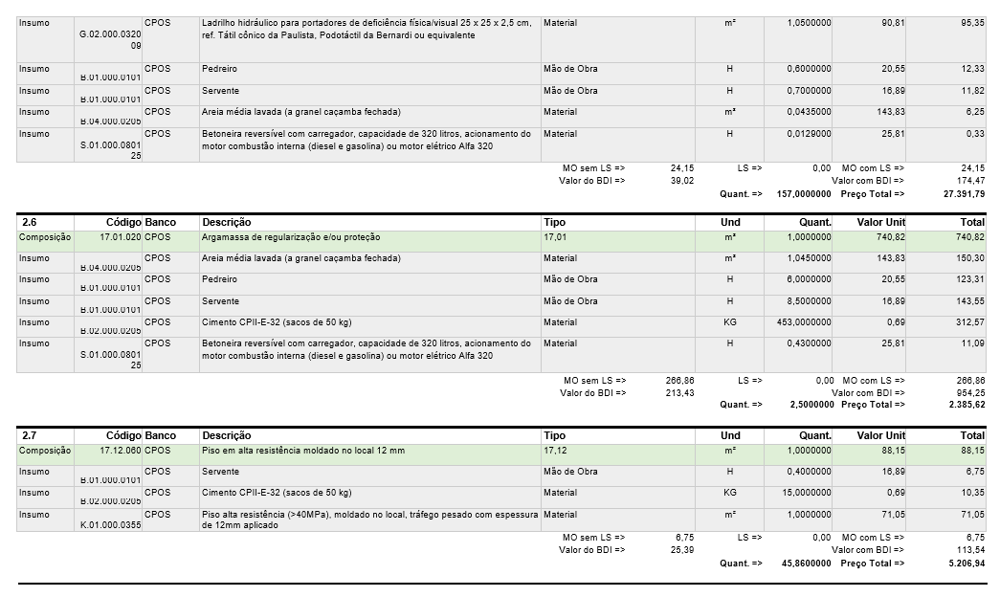 Insumo G.02.000.0320 09 CPOS Ladrilho hidráulico para portadores de deficiência física/visual 25 x 25 x 2,5 cm, Material m² 1,0500000 90,81 95,35
ref. Tátil cônico da Paulista, Podotáctil da Bernardi ou equivalente
Insumo B.01.000.0101 CPOS Pedreiro Mão de Obra H 0,6000000 20,55 12,33
Insumo B.01.000.0101 CPOS Servente Mão de Obra H 0,7000000 16,89 11,82
Insumo B.04.000.0205 CPOS Areia média lavada (a granel caçamba fechada) Material m³ 0,0435000 143,83 6,25
Insumo S.01.000.0801 25 CPOS Betoneira reversível com carregador, capacidade de 320 litros, acionamento do Material H 0,0129000 25,81 0,33
motor combustão interna (diesel e gasolina) ou motor elétrico Alfa 320
MO sem LS => 24,15 LS => 0,00 MO com LS => 24,15
Valor do BDI => 39,02 Valor com BDI => 174,47
Quant. => 157,0000000 Preço Total => 27.391,79
2.6 Código Banco Descrição Tipo Und Quant. Valor Unit Total
Composição 17.01.020 CPOS Argamassa de regularização e/ou proteção 17,01 m³ 1,0000000 740,82 740,82
Insumo B.04.000.0205 CPOS Areia média lavada (a granel caçamba fechada) Material m³ 1,0450000 143,83 150,30
Insumo B.01.000.0101 CPOS Pedreiro Mão de Obra H 6,0000000 20,55 123,31
Insumo B.01.000.0101 CPOS Servente Mão de Obra H 8,5000000 16,89 143,55
Insumo B.02.000.0205 CPOS Cimento CPII-E-32 (sacos de 50 kg) Material KG 453,0000000 0,69 312,57
Insumo S.01.000.0801 25 CPOS Betoneira reversível com carregador, capacidade de 320 litros, acionamento do Material H 0,4300000 25,81 11,09
motor combustão interna (diesel e gasolina) ou motor elétrico Alfa 320
MO sem LS => 266,86 LS => 0,00 MO com LS => 266,86
Valor do BDI => 213,43 Valor com BDI => 954,25
Quant. => 2,5000000 Preço Total => 2.385,62
2.7 Código Banco Descrição Tipo Und Quant. Valor Unit Total
Composição 17.12.060 CPOS Piso em alta resistência moldado no local 12 mm 17,12 m² 1,0000000 88,15 88,15
Insumo B.01.000.0101 CPOS Servente Mão de Obra H 0,4000000 16,89 6,75
Insumo B.02.000.0205 CPOS Cimento CPII-E-32 (sacos de 50 kg) Material KG 15,0000000 0,69 10,35
Insumo K.01.000.0355 CPOS Piso alta resistência (>40MPa), moldado no local, tráfego pesado com espessura Material m² 1,0000000 71,05 71,05
de 12mm aplicado
MO sem LS => 6,75 LS => 0,00 MO com LS => 6,75
Valor do BDI => 25,39 Valor com BDI => 113,54
Quant. => 45,8600000 Preço Total => 5.206,94